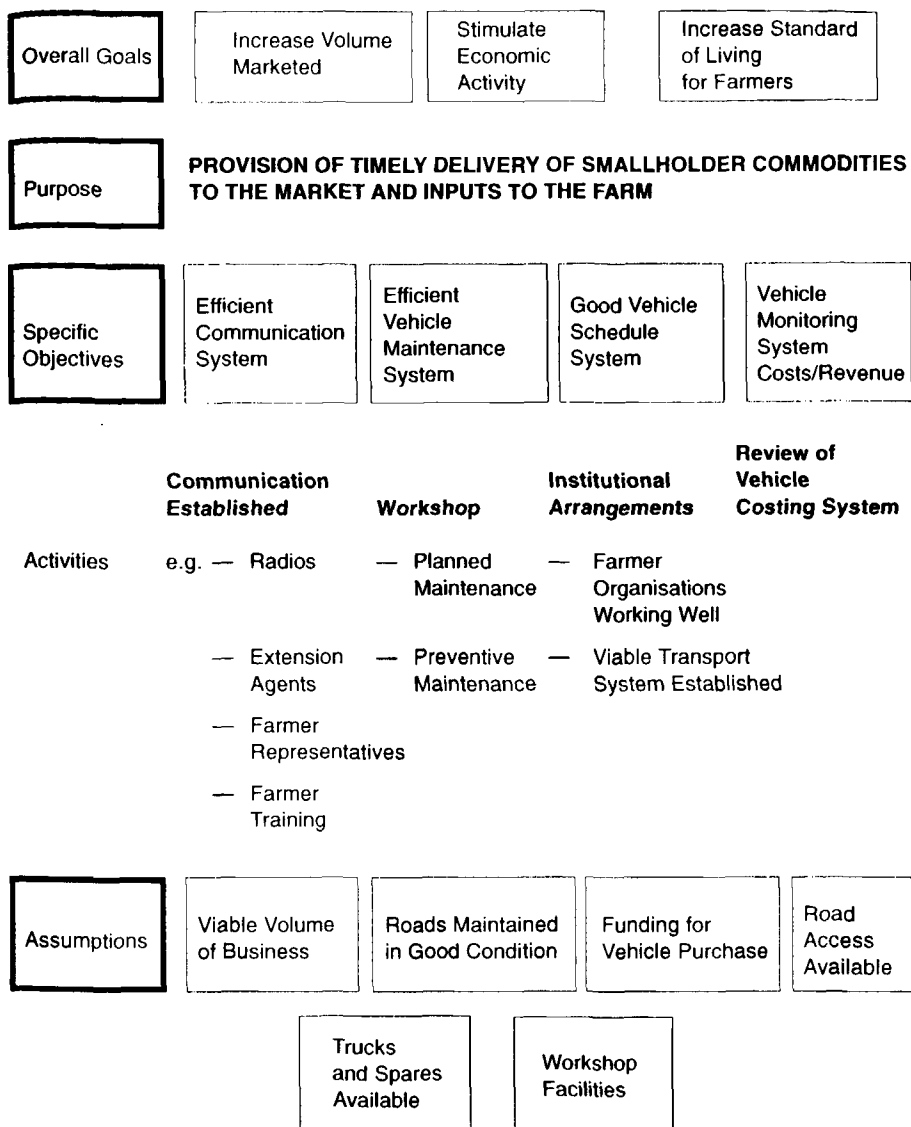 Overall Goals
Increase Volume
Marketed
Stimulate
Economic
Activity
Increase Standard
of Living
for Farmers
Purpose
PROVISION OF TIMELY DELIVERY OF SMALLHOLDER COMMODITIES
TO THE MARKET AND INPUTS TO THE FARM
Specific
Objectives
Efficient
Communication
System
Efficient
Vehicle
Maintenance
System
Good Vehicle
Schedule
System
Vehicle
Monitoring
System
Costs/Revenue
Communication
Established
Workshop
Institutional
Arrangements
Review of
Vehicle
Costing System
Activities
e.g. — Radios
— Planned
Maintenance
— Farmer
Organisations
Working Well
— Extension
Agents
— Preventive
Maintenance
— Viable Transport
System Established
— Farmer
Representatives
— Farmer
Training
Assumptions
Viable Volume
of Business
Roads Maintained
in Good Condition
Funding for
Vehicle Purchase
Road
Access
Available
Trucks
and Spares
Available
Workshop
Facilities